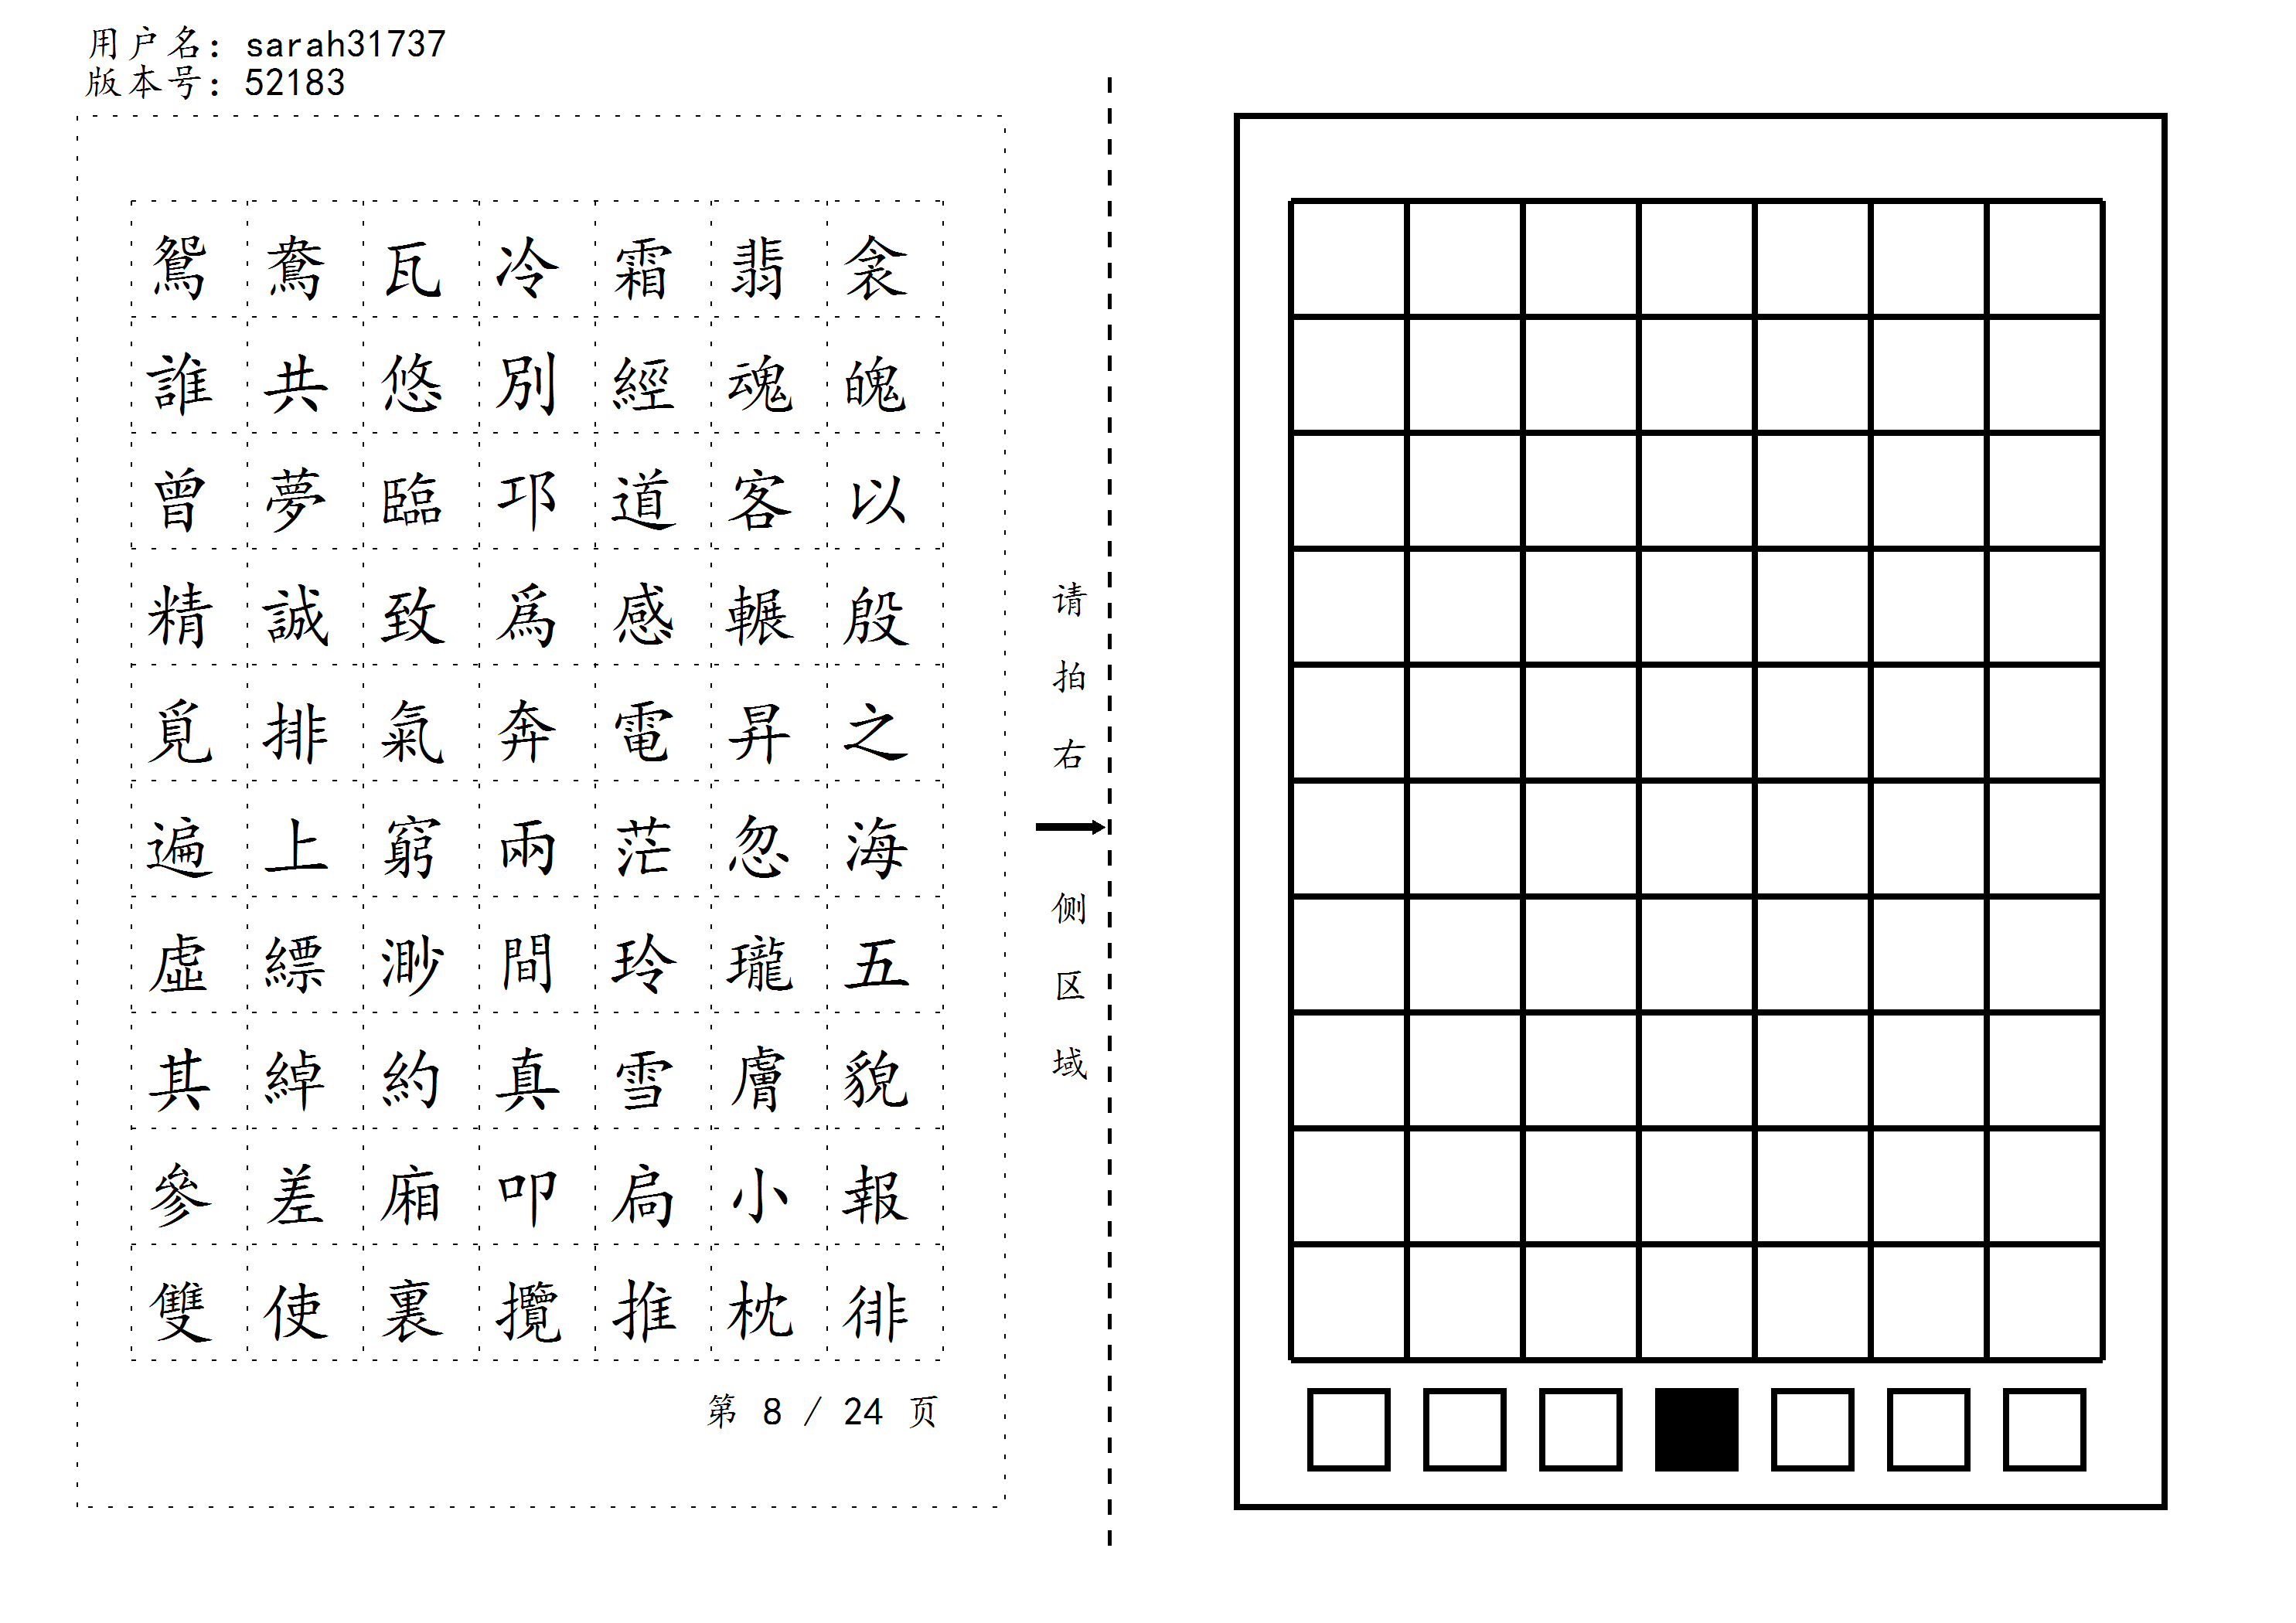 用户名: sarah31737
版本号: 52183
鴛鴦瓦冷霜翡衾
誰共悠別經魂魄
曾夢臨邛道客以
精誠致爲感輾殷
覓排氣奔電昇之
遍上窮兩茫忽海
虛縹渺間玲瓏五
其綽約真雪膚貌
參差廂叩扃小報
雙使裏攬推枕徘
第 8 / 24 页
请拍右侧区域